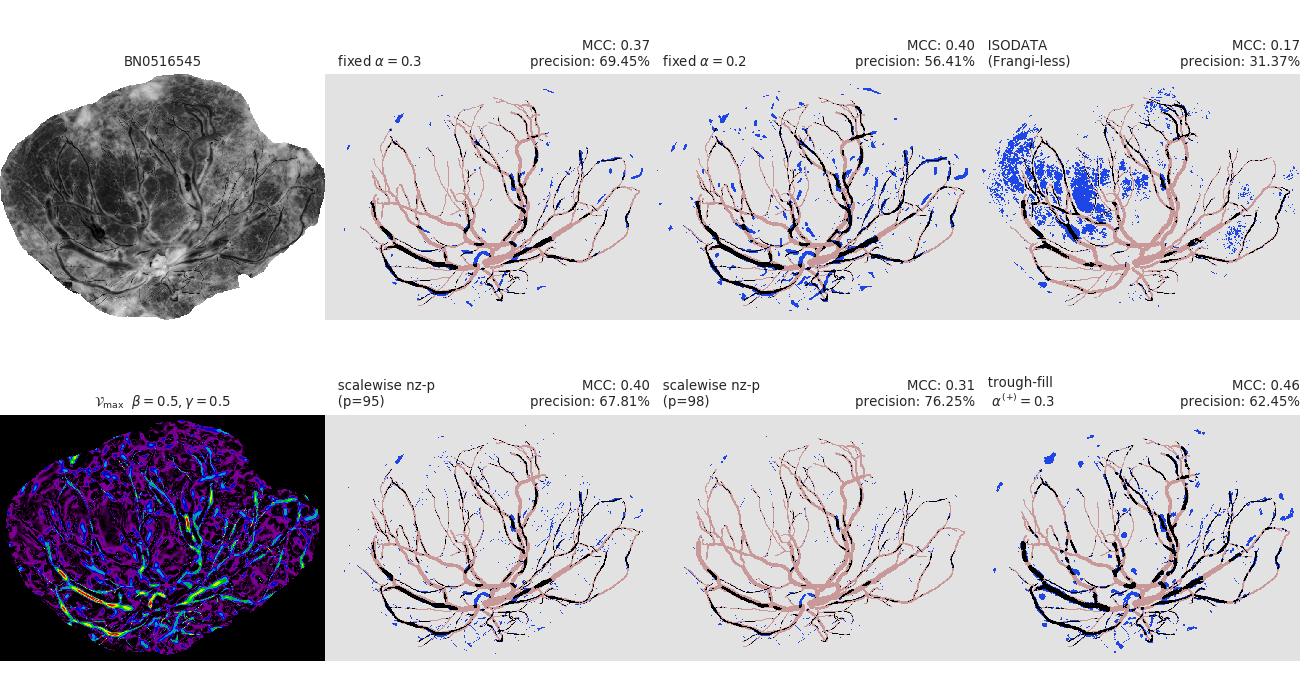 BN0516545
fixed α = 0.3
MCC: 0.37
precision: 69.45%
fixed α = 0.2
MCC: 0.40
precision: 56.41%
ISODATA
(Frangi-less)
MCC: 0.17
precision: 31.37%
𝒱max β = 0.5, γ = 0.5
scalewise nz-p
(p=95)
MCC: 0.40
precision: 67.81%
scalewise nz-p
(p=98)
MCC: 0.31
precision: 76.25%
trough-fill
α⁽⁺⁾ = 0.3
MCC: 0.46
precision: 62.45%